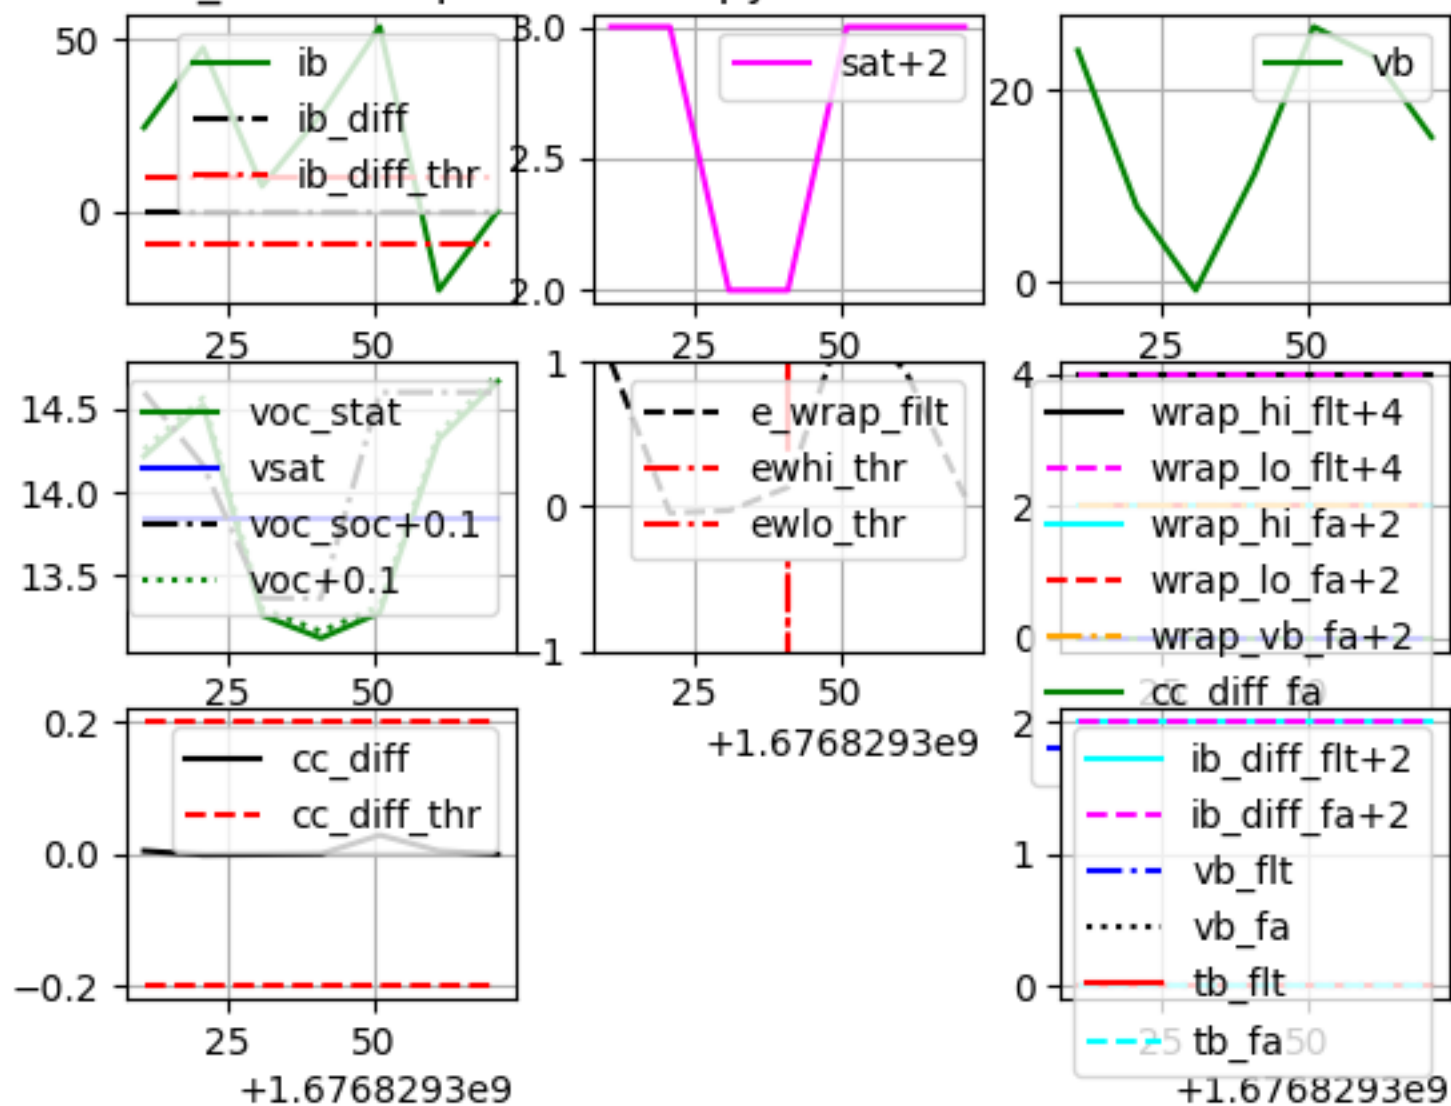 50
0
ib
ib_diff
ib_diff_thr
25
50
3.0
2.5
2.0
sat+2
25
50
20
0
vb
25
50
14.5
14.0
13.5
voc_stat
vsat
voc_soc+0.1
voc+0.1
25
50
1
0
−1
e_wrap_filt
ewhi_thr
ewlo_thr
25
50
+1.6768293e9
4
2
0
wrap_hi_flt+4
wrap_lo_flt+4
wrap_hi_fa+2
wrap_lo_fa+2
wrap_vb_fa+2
cc_diff_fa
0.2
0.0
−0.2
cc_diff
cc_diff_thr
25
50
+1.6768293e9
2
1
0
ib_diff_flt+2
ib_diff_fa+2
vb_flt
vb_fa
tb_flt
tb_fa
25
50
+1.6768293e9